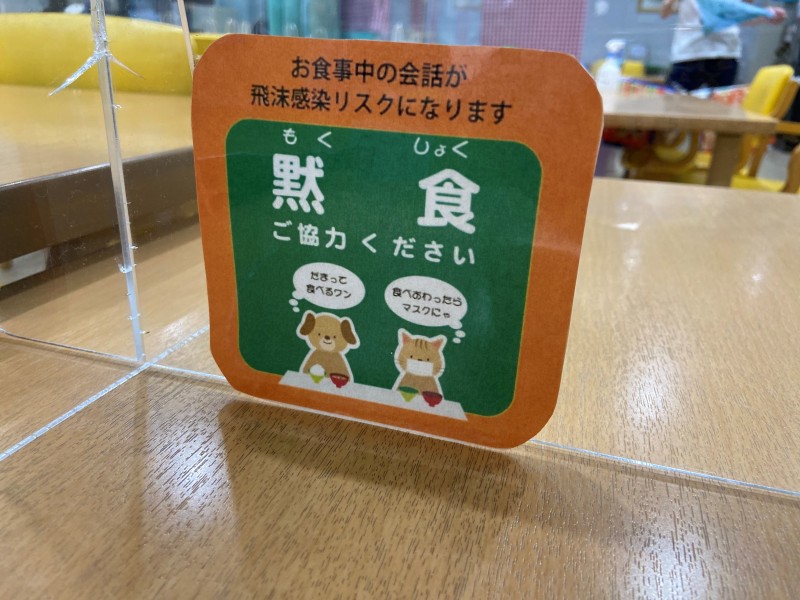 お食事中の会話が
飛沫感染リスクになります
もく しょく
黙食
ご協力ください
だまって
食べるワン
食べおわったら
マスクにゃ